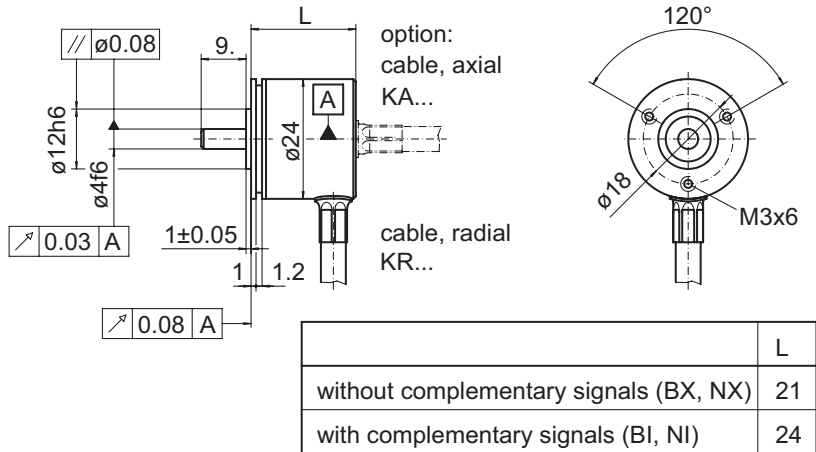 L
120°
// ø0.08
9.
option:
cable, axial
KA...
A
ø12h6
ø4f6
ø24
ø18
M3x6
0.03 A
1±0.05
cable, radial
KR...
1 1.2
0.08 A
L
without complementary signals (BX, NX) 21
with complementary signals (BI, NI) 24